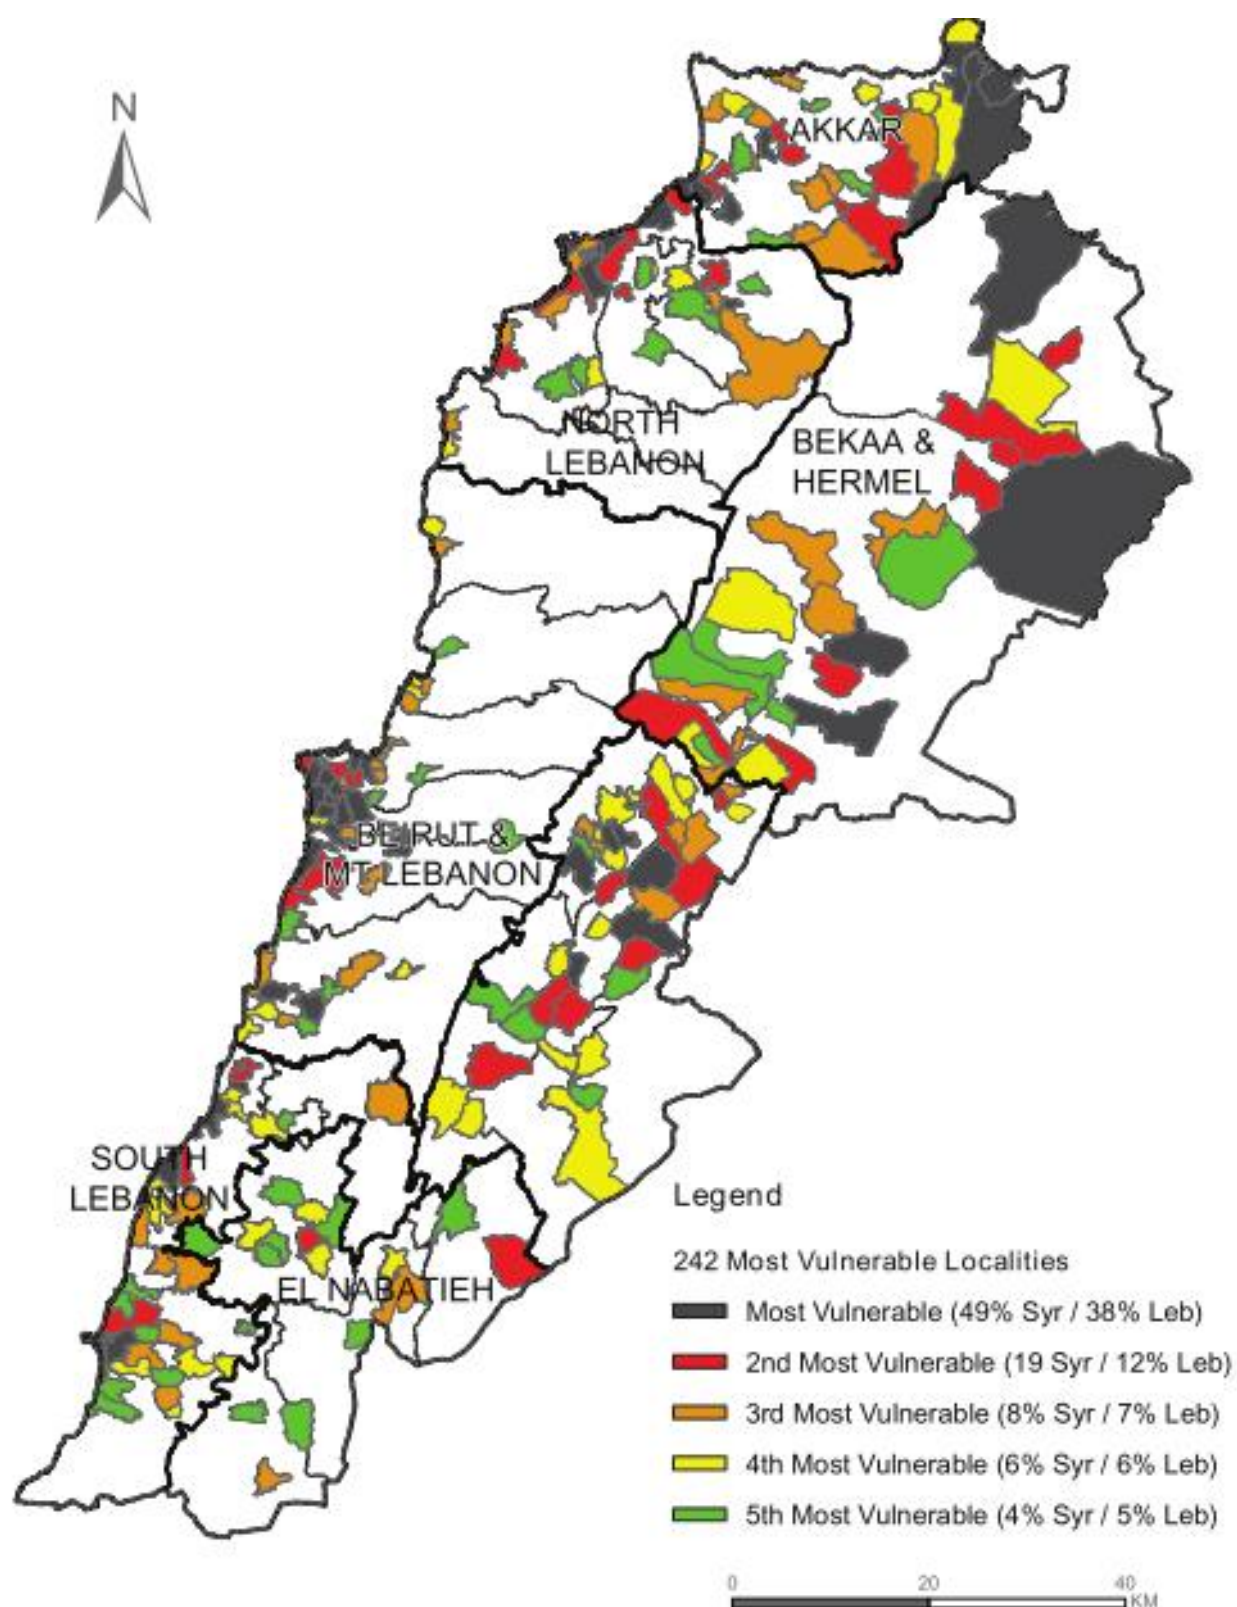 N
AKKAR
NORTH
LEBANON
BEKAA &
HERMEL
BEIRUT &
MT LEBANON
SOUTH
LEBANON
EL NABATIEH
Legend
242 Most Vulnerable Localities
Most Vulnerable (49% Syr / 38% Leb)
2nd Most Vulnerable (19 Syr / 12% Leb)
3rd Most Vulnerable (8% Syr / 7% Leb)
4th Most Vulnerable (6% Syr / 6% Leb)
5th Most Vulnerable (4% Syr / 5% Leb)
0 20 40
KM